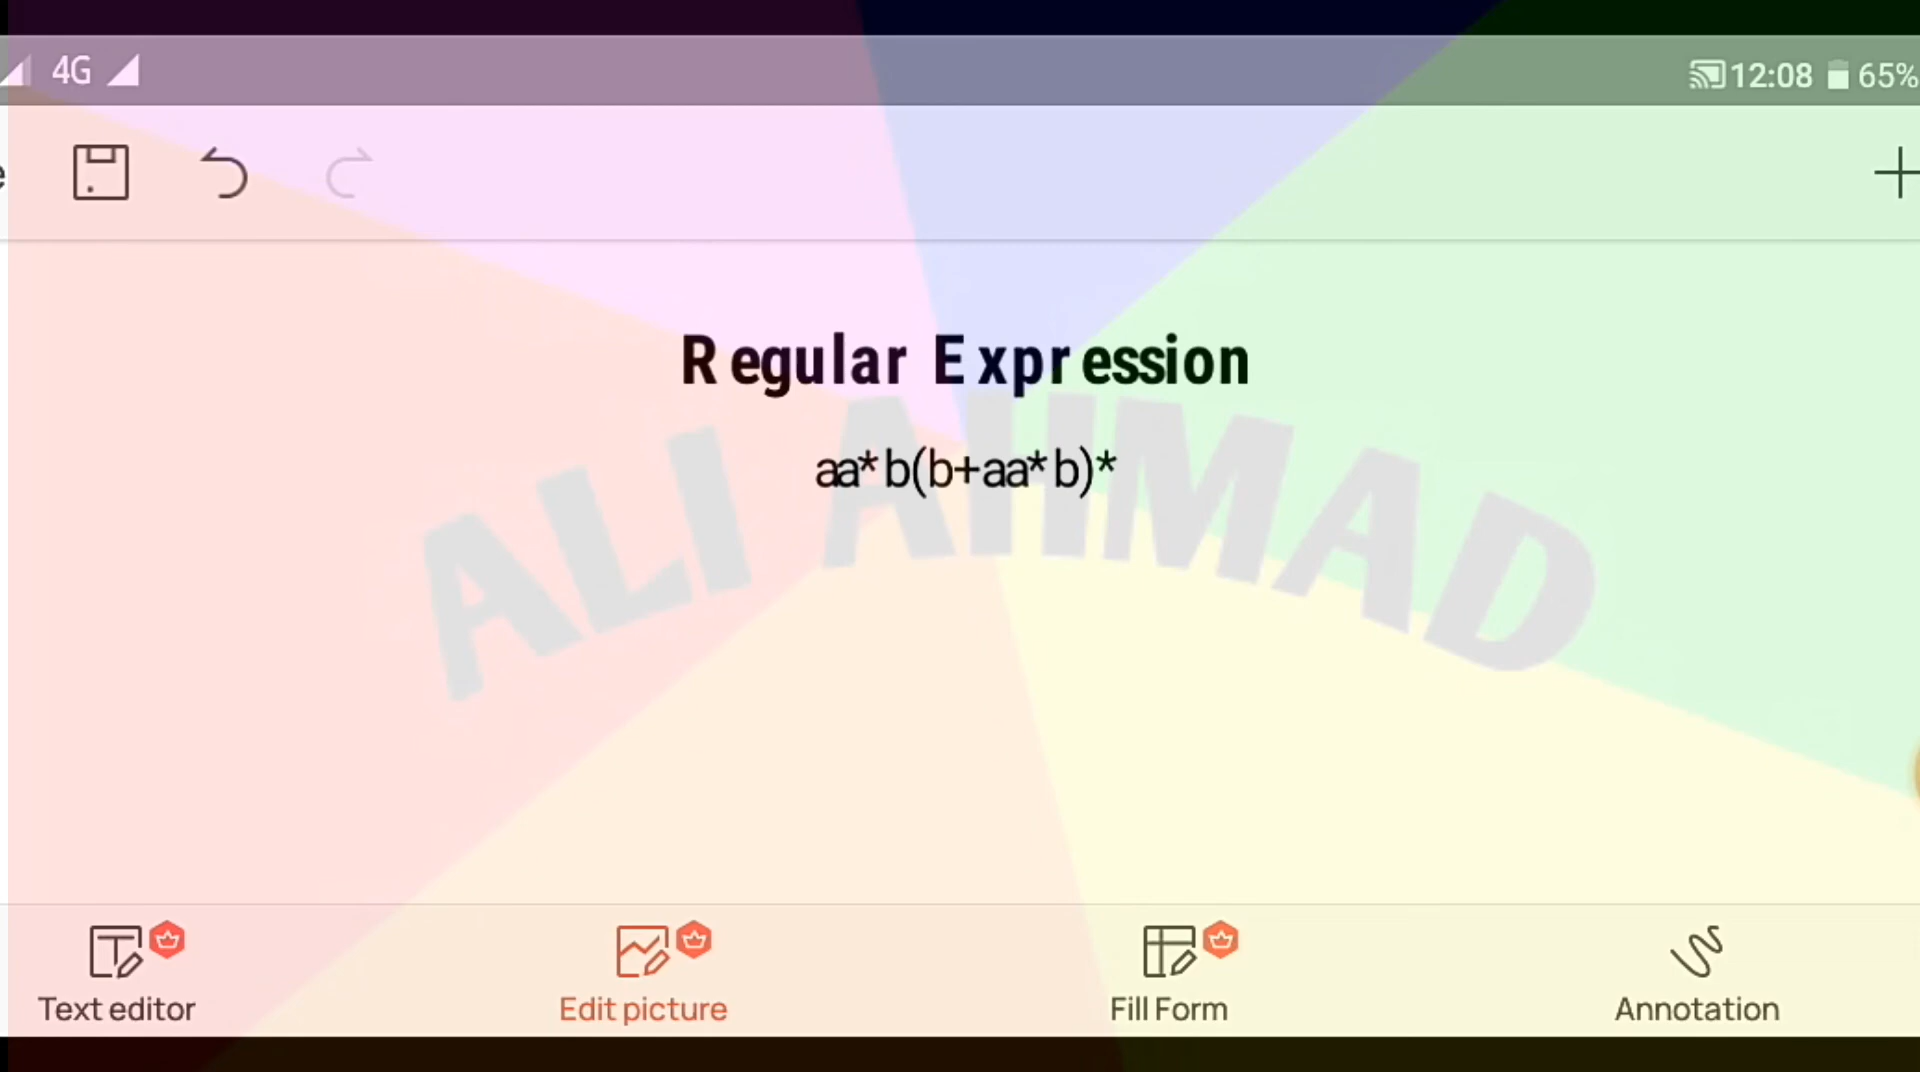 4G 12:08 65%
Regular Expression
aa*b(b+aa*b)*
ALI AHMAD
Text editor Edit picture Fill Form Annotation